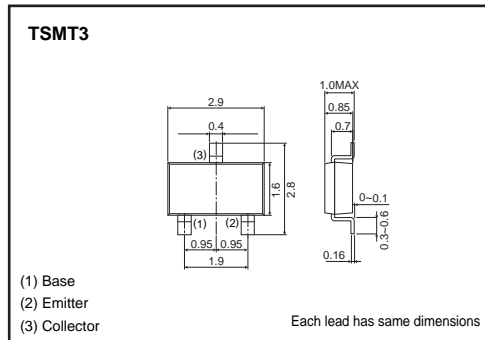 TSMT3
1.0MAX
2.9
0.85
0.4
0.7
(3)
1.6
2.8
0~0.1
(1)
(2)
0.3~0.6
0.95
0.95
0.16
1.9
(1) Base
(2) Emitter
(3) Collector
Each lead has same dimensions